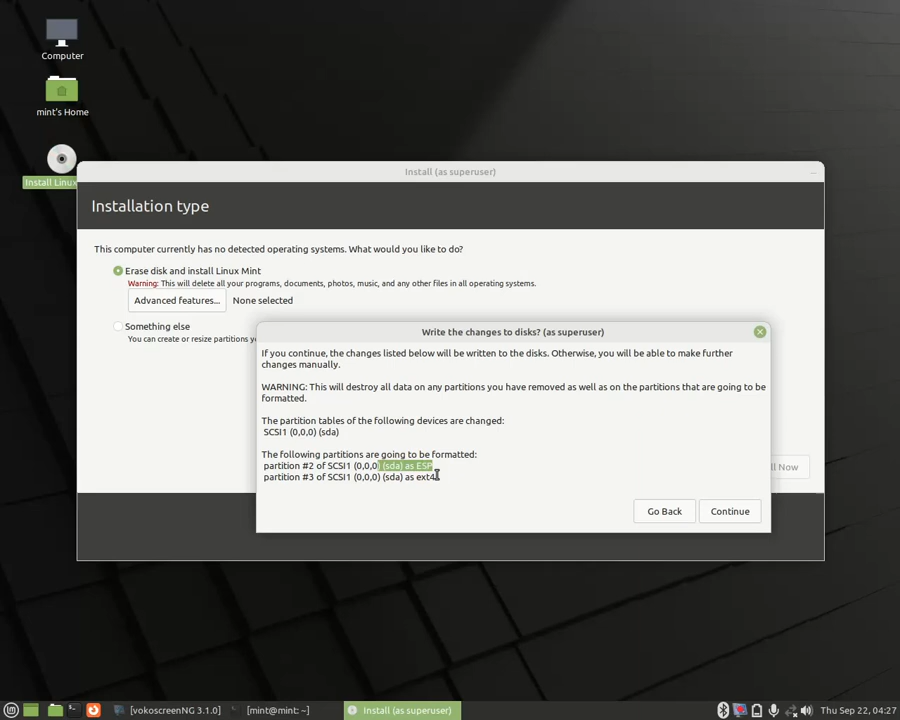 Computer
mint's Home
Install Linux
Install (as superuser)
Installation type
This computer currently has no detected operating systems. What would you like to do?
Erase disk and install Linux Mint
Warning: This will delete all your programs, documents, photos, music, and any other files in all operating systems.
Advanced features... None selected
Something else
You can create or resize partitions
Write the changes to disks? (as superuser)
If you continue, the changes listed below will be written to the disks. Otherwise, you will be able to make further
changes manually.
WARNING: This will destroy all data on any partitions you have removed as well as on the partitions that are going to be
formatted.
The partition tables of the following devices are changed:
SCSI1 (0,0,0) (sda)
The following partitions are going to be formatted:
partition #2 of SCSI1 (0,0,0) (sda) as ESP
partition #3 of SCSI1 (0,0,0) (sda) as ext4
ll Now
Go Back Continue
[vokoscreenNG 3.1.0] [mint@mint: ~] Install (as superuser) Thu Sep 22, 04:27